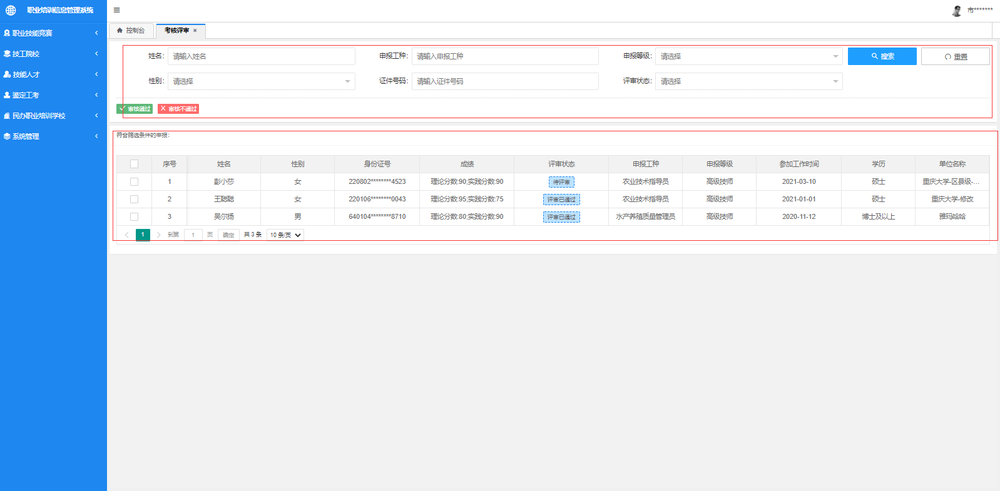 职业培训信息管理系统
市*******
职业技能竞赛
技工院校
技能人才
鉴定工考
民办职业培训学校
系统管理
控制台 考核评审
姓名: 请输入姓名 申报工种: 请输入申报工种 申报等级: 请选择 搜索 重置
性别: 请选择 证件号码: 请输入证件号码 评审状态: 请选择
审核通过 审核不通过
符合筛选条件的申报:
序号 姓名 性别 身份证号 成绩 评审状态 申报工种 申报等级 参加工作时间 学历 单位名称
1 彭小莎 女 220802********4523 理论分数:90;实践分数:90 待评审 农业技术指导员 高级技师 2021-03-10 硕士 重庆大学-区县级-...
2 王聪聪 女 220106********0043 理论分数:95;实践分数:75 评审已通过 农业技术指导员 高级技师 2021-01-01 硕士 重庆大学-修改
3 吴尔扬 男 640104********8710 理论分数:80;实践分数:90 评审已通过 水产养殖质量管理员 高级技师 2020-11-12 博士及以上 雅玛哈哈
1 到第 1 页 确定 共 3 条 10 条/页